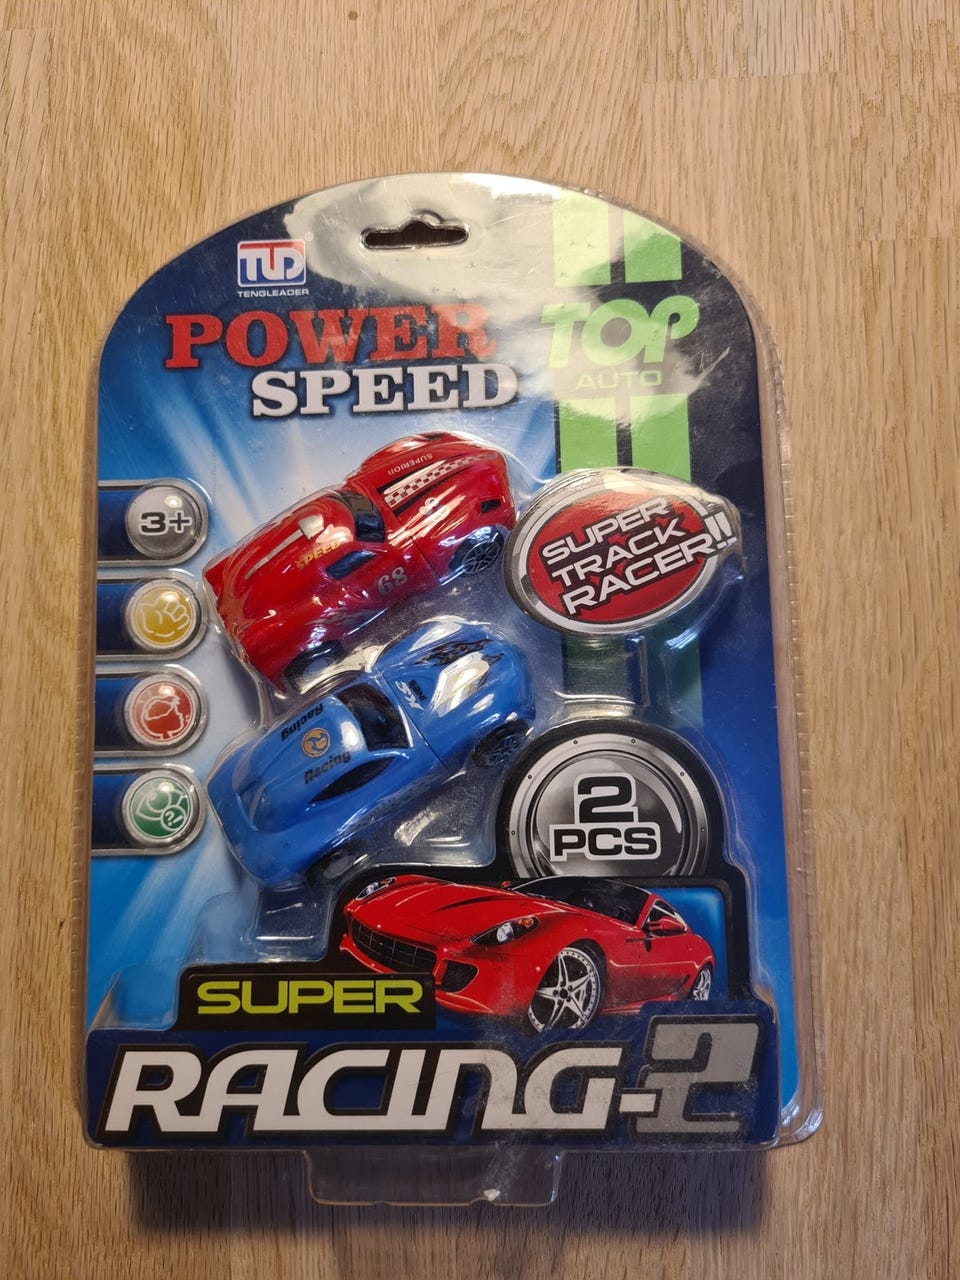 TUD
®
TENGLEADER
POWER
SPEED
TOP
AUTO
3+
SUPERIOR
SPEED
68
SUPER
TRACK
RACER!!
Racing
Racing
2
PCS
SUPER
RACING-2